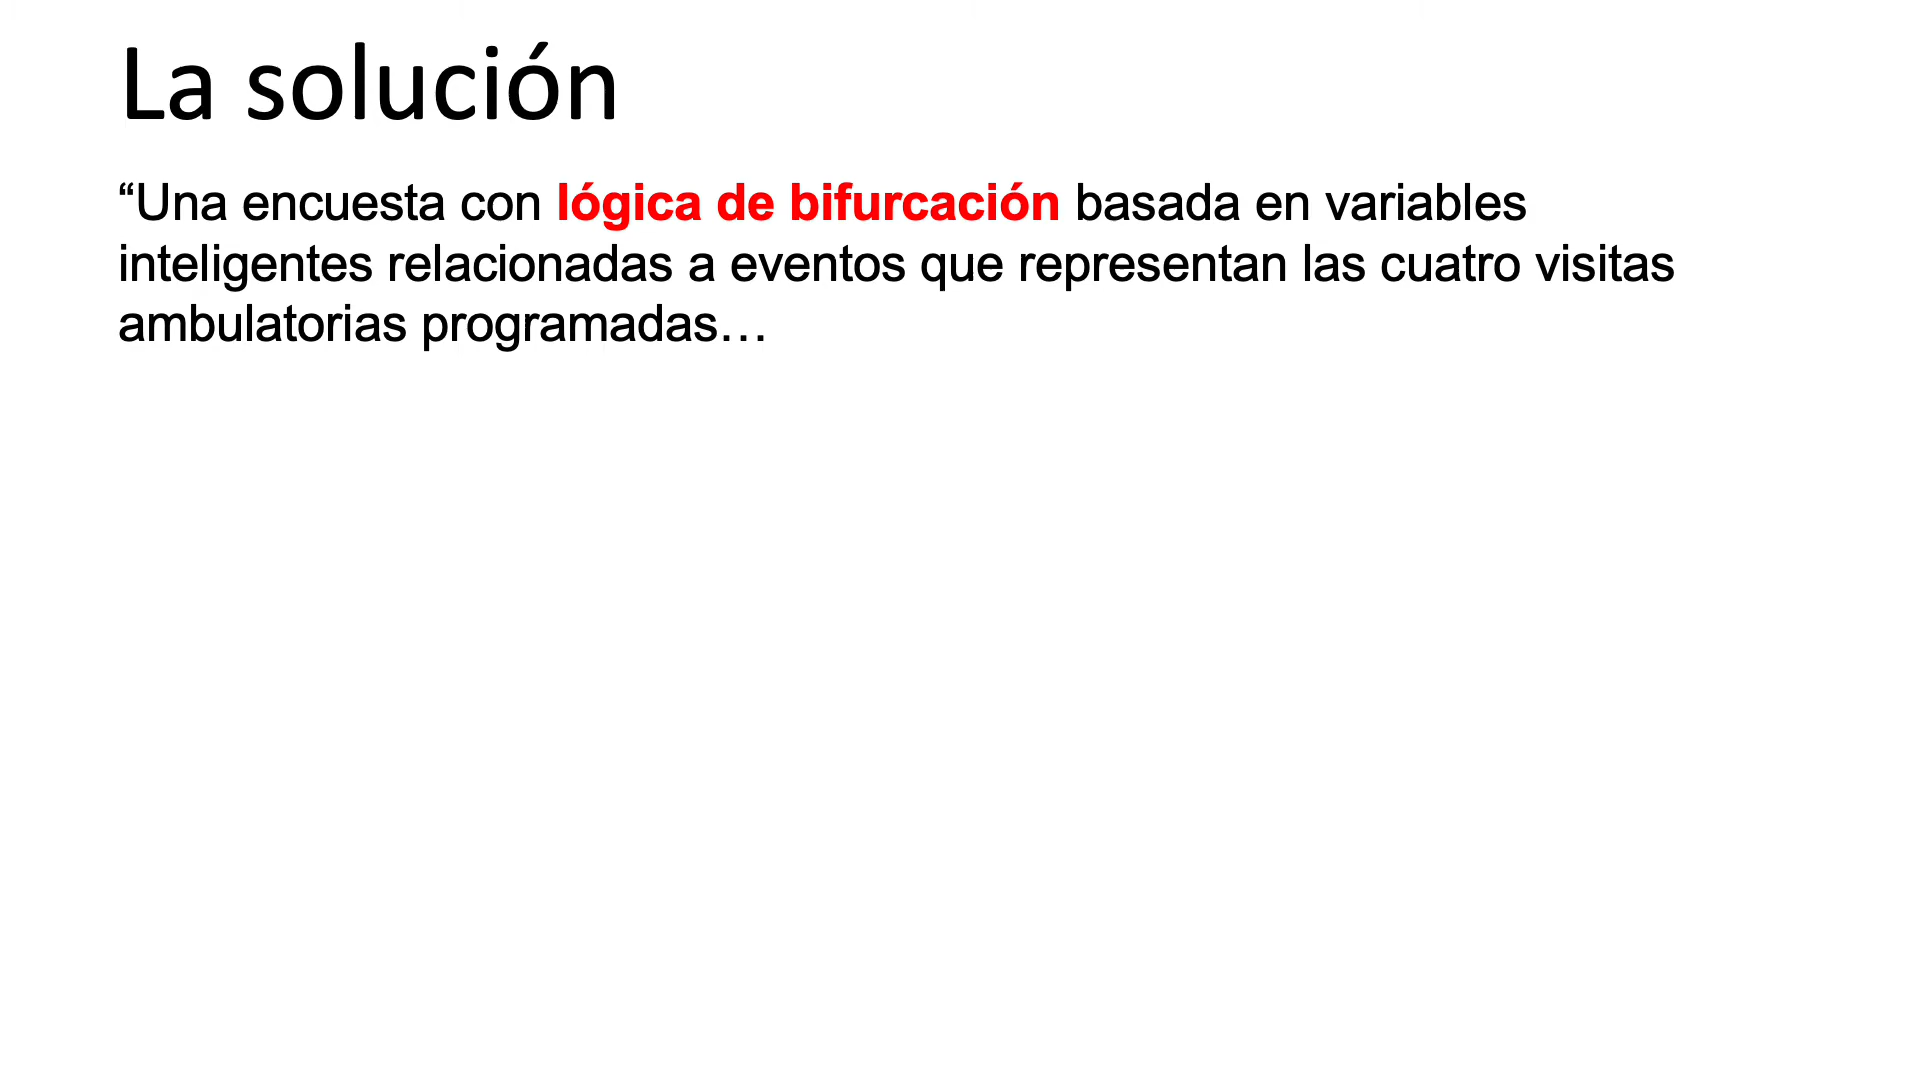 La solución
“Una encuesta con lógica de bifurcación basada en variables
inteligentes relacionadas a eventos que representan las cuatro visitas
ambulatorias programadas…